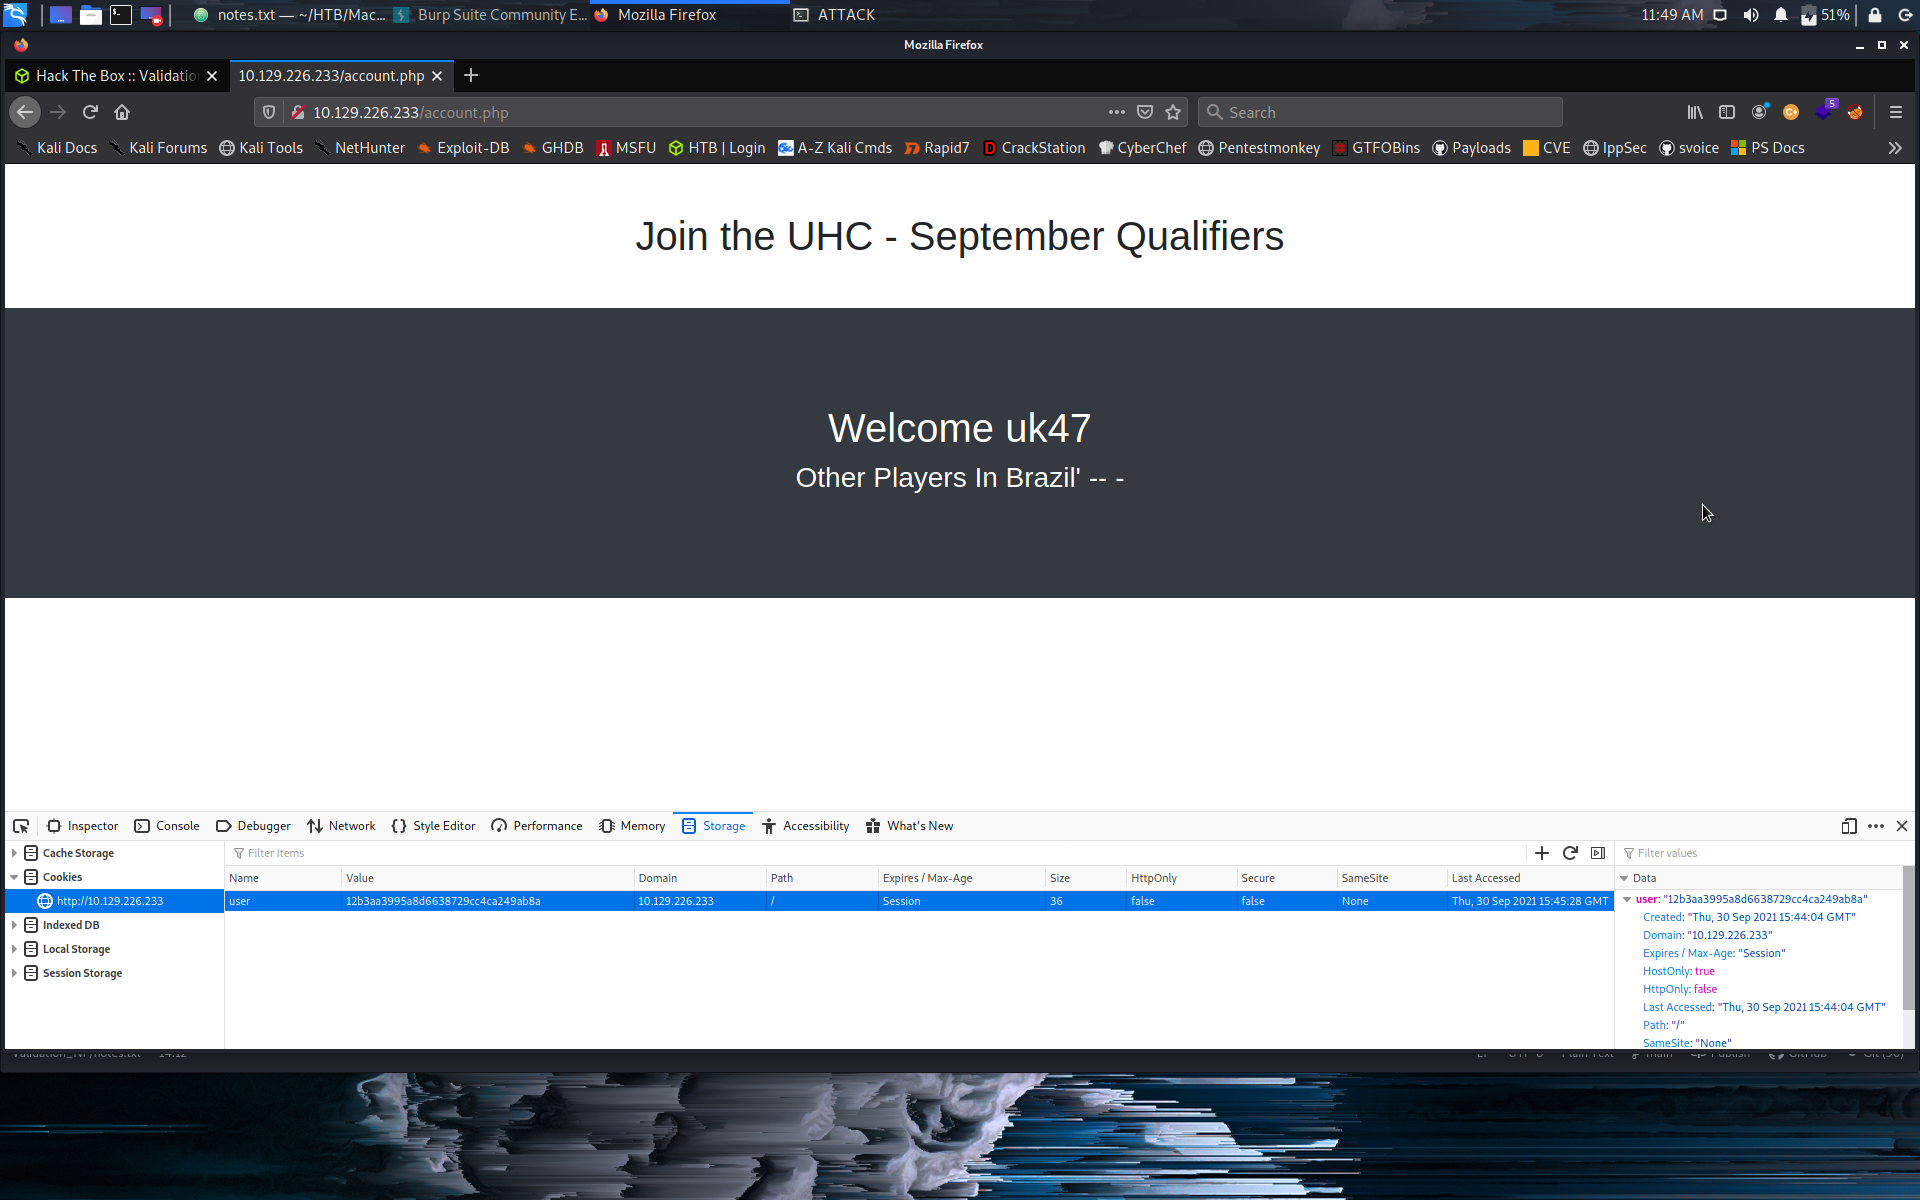 notes.txt — ~/HTB/Mac... Burp Suite Community E... Mozilla Firefox ATTACK 11:49 AM 51%
Mozilla Firefox
Hack The Box :: Validatio 10.129.226.233/account.php
10.129.226.233/account.php Search 5
Kali Docs Kali Forums Kali Tools NetHunter Exploit-DB GHDB MSFU HTB | Login A-Z Kali Cmds Rapid7 CrackStation CyberChef Pentestmonkey GTFOBins Payloads CVE IppSec svoice PS Docs
Join the UHC - September Qualifiers
Welcome uk47
Other Players In Brazil' -- -
Inspector Console Debugger Network Style Editor Performance Memory Storage Accessibility What's New
Cache Storage Filter Items Filter values
Cookies Name Value Domain Path Expires / Max-Age Size HttpOnly Secure SameSite Last Accessed Data
http://10.129.226.233 user 12b3aa3995a8d6638729cc4ca249ab8a 10.129.226.233 / Session 36 false false None Thu, 30 Sep 2021 15:45:28 GMT user: "12b3aa3995a8d6638729cc4ca249ab8a"
Created: "Thu, 30 Sep 2021 15:44:04 GMT"
Indexed DB
Domain: "10.129.226.233"
Local Storage Expires / Max-Age: "Session"
Session Storage HostOnly: true
HttpOnly: false
Last Accessed: "Thu, 30 Sep 2021 15:44:04 GMT"
Path: "/"
SameSite: "None"